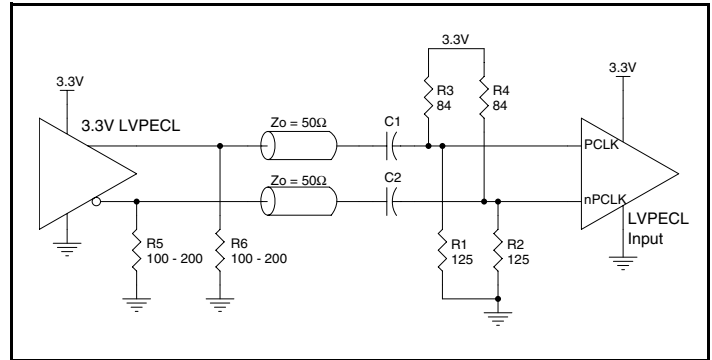 3.3V
3.3V
3.3V
R3
84
R4
84
3.3V LVPECL
Zo = 50Ω
C1
PCLK
Zo = 50Ω
C2
nPCLK
LVPECL
Input
R5
100 - 200
R6
100 - 200
R1
125
R2
125